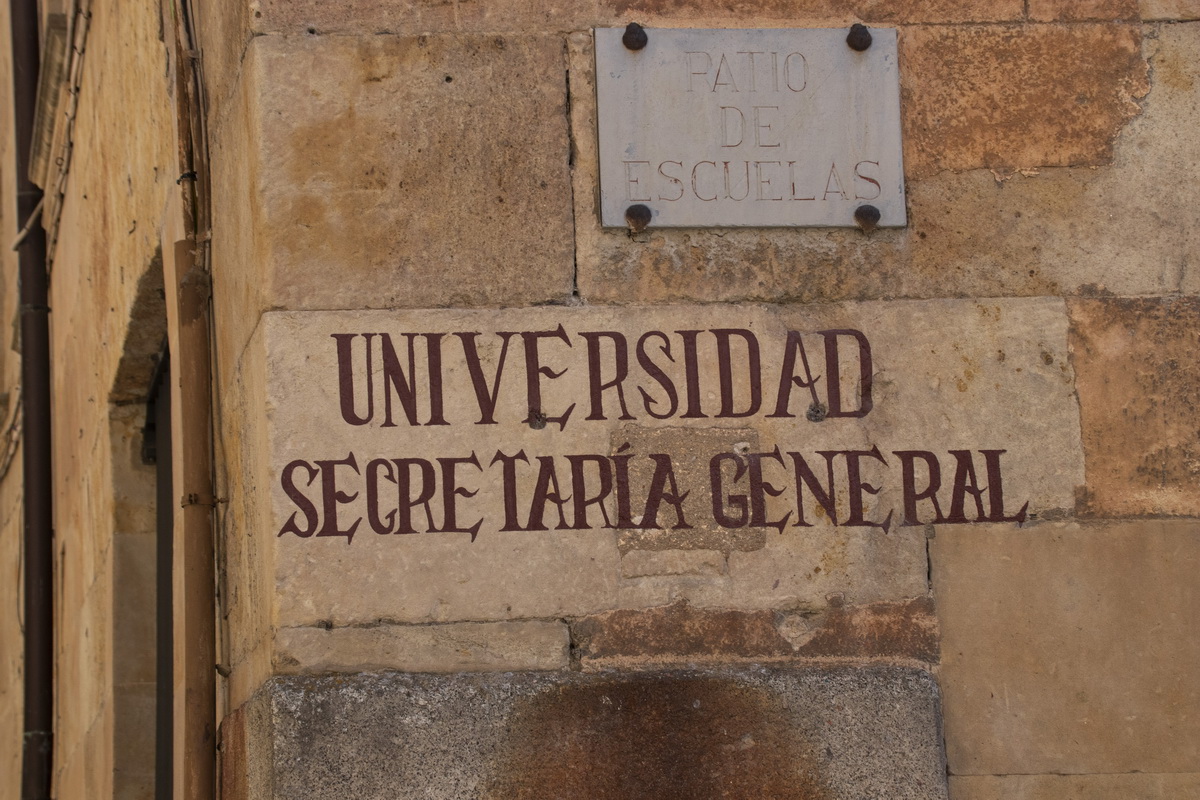 PATIO
DE
ESCUELAS
UNIVERSIDAD
SECRETARÍA GENERAL